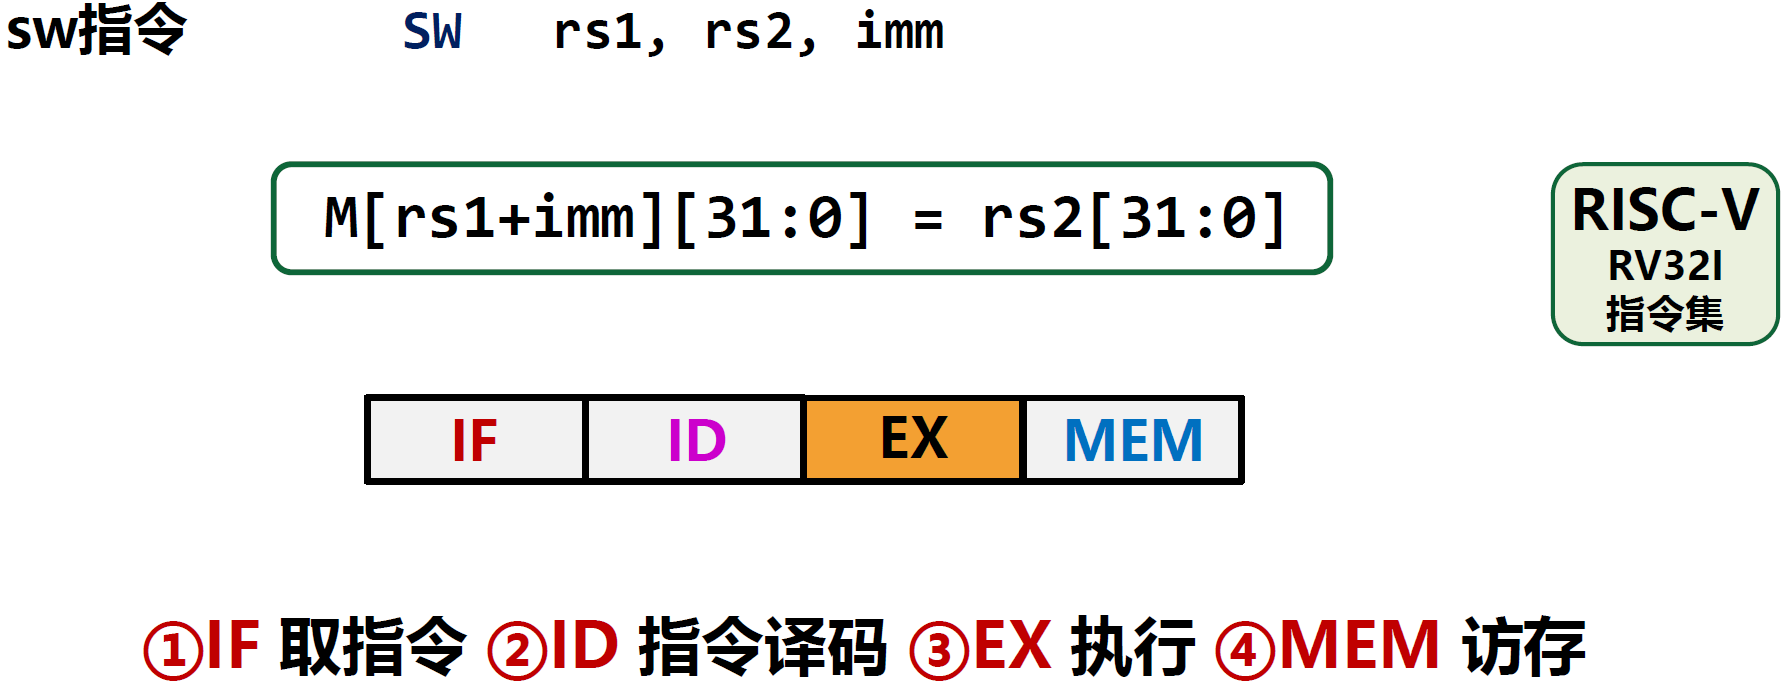 sw指令 SW rs1, rs2, imm
M[rs1+imm][31:0] = rs2[31:0]
RISC-V
RV32I
指令集
IF ID EX MEM
①IF 取指令 ②ID 指令译码 ③EX 执行 ④MEM 访存